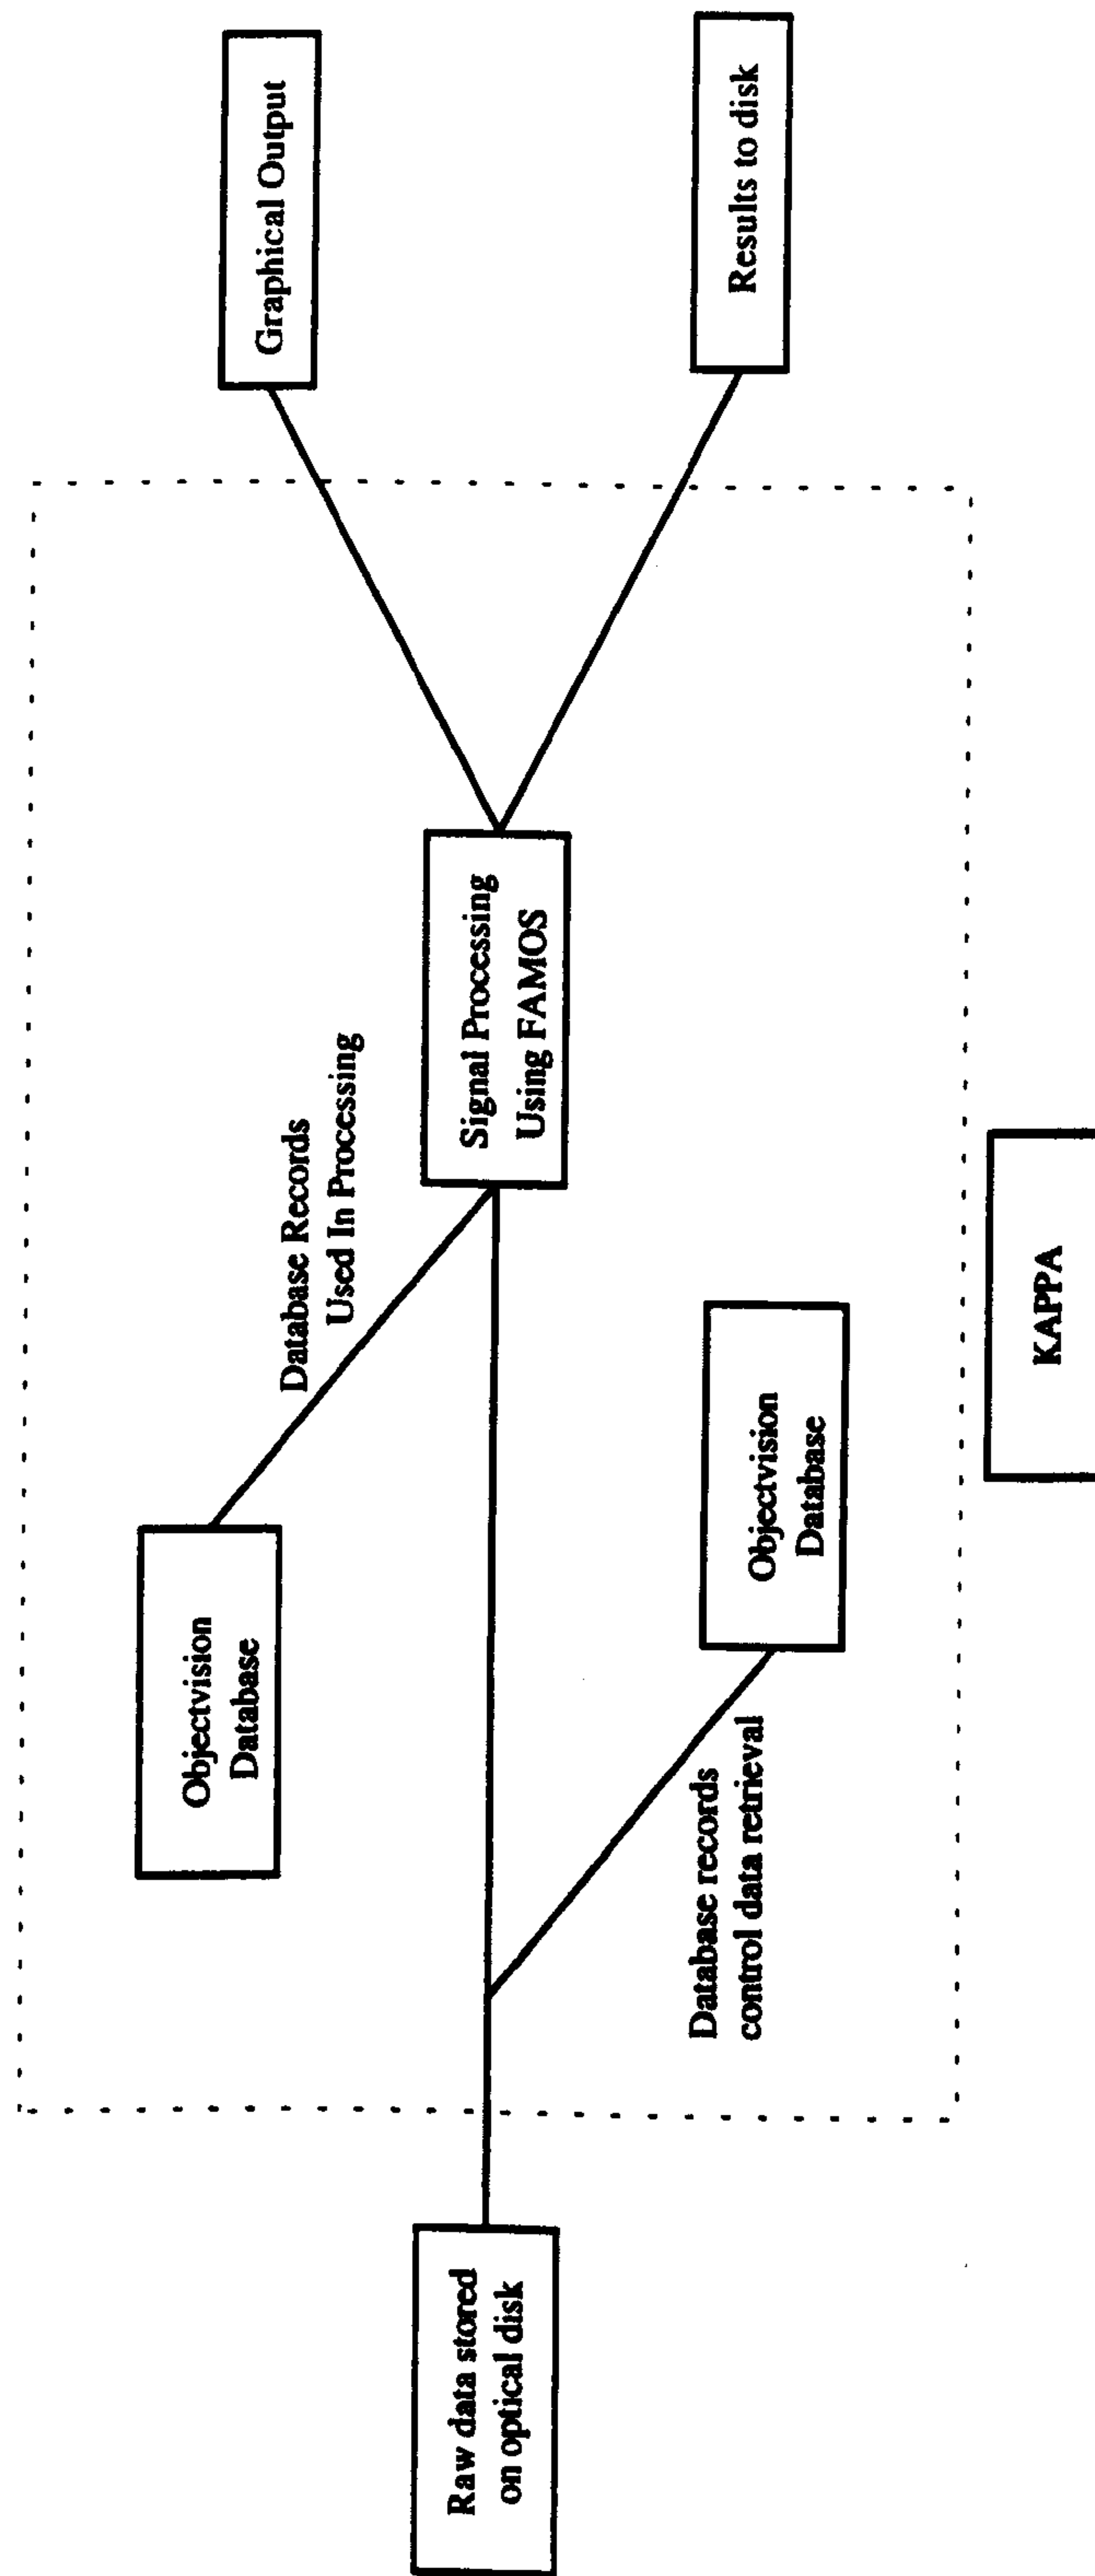 Raw data stored
on optical disk
Objectvision
Database
Database Records
Used In Processing
Database records
control data retrieval
Objectvision
Database
Signal Processing
Using FAMOS
Graphical Output
Results to disk
KAPPA